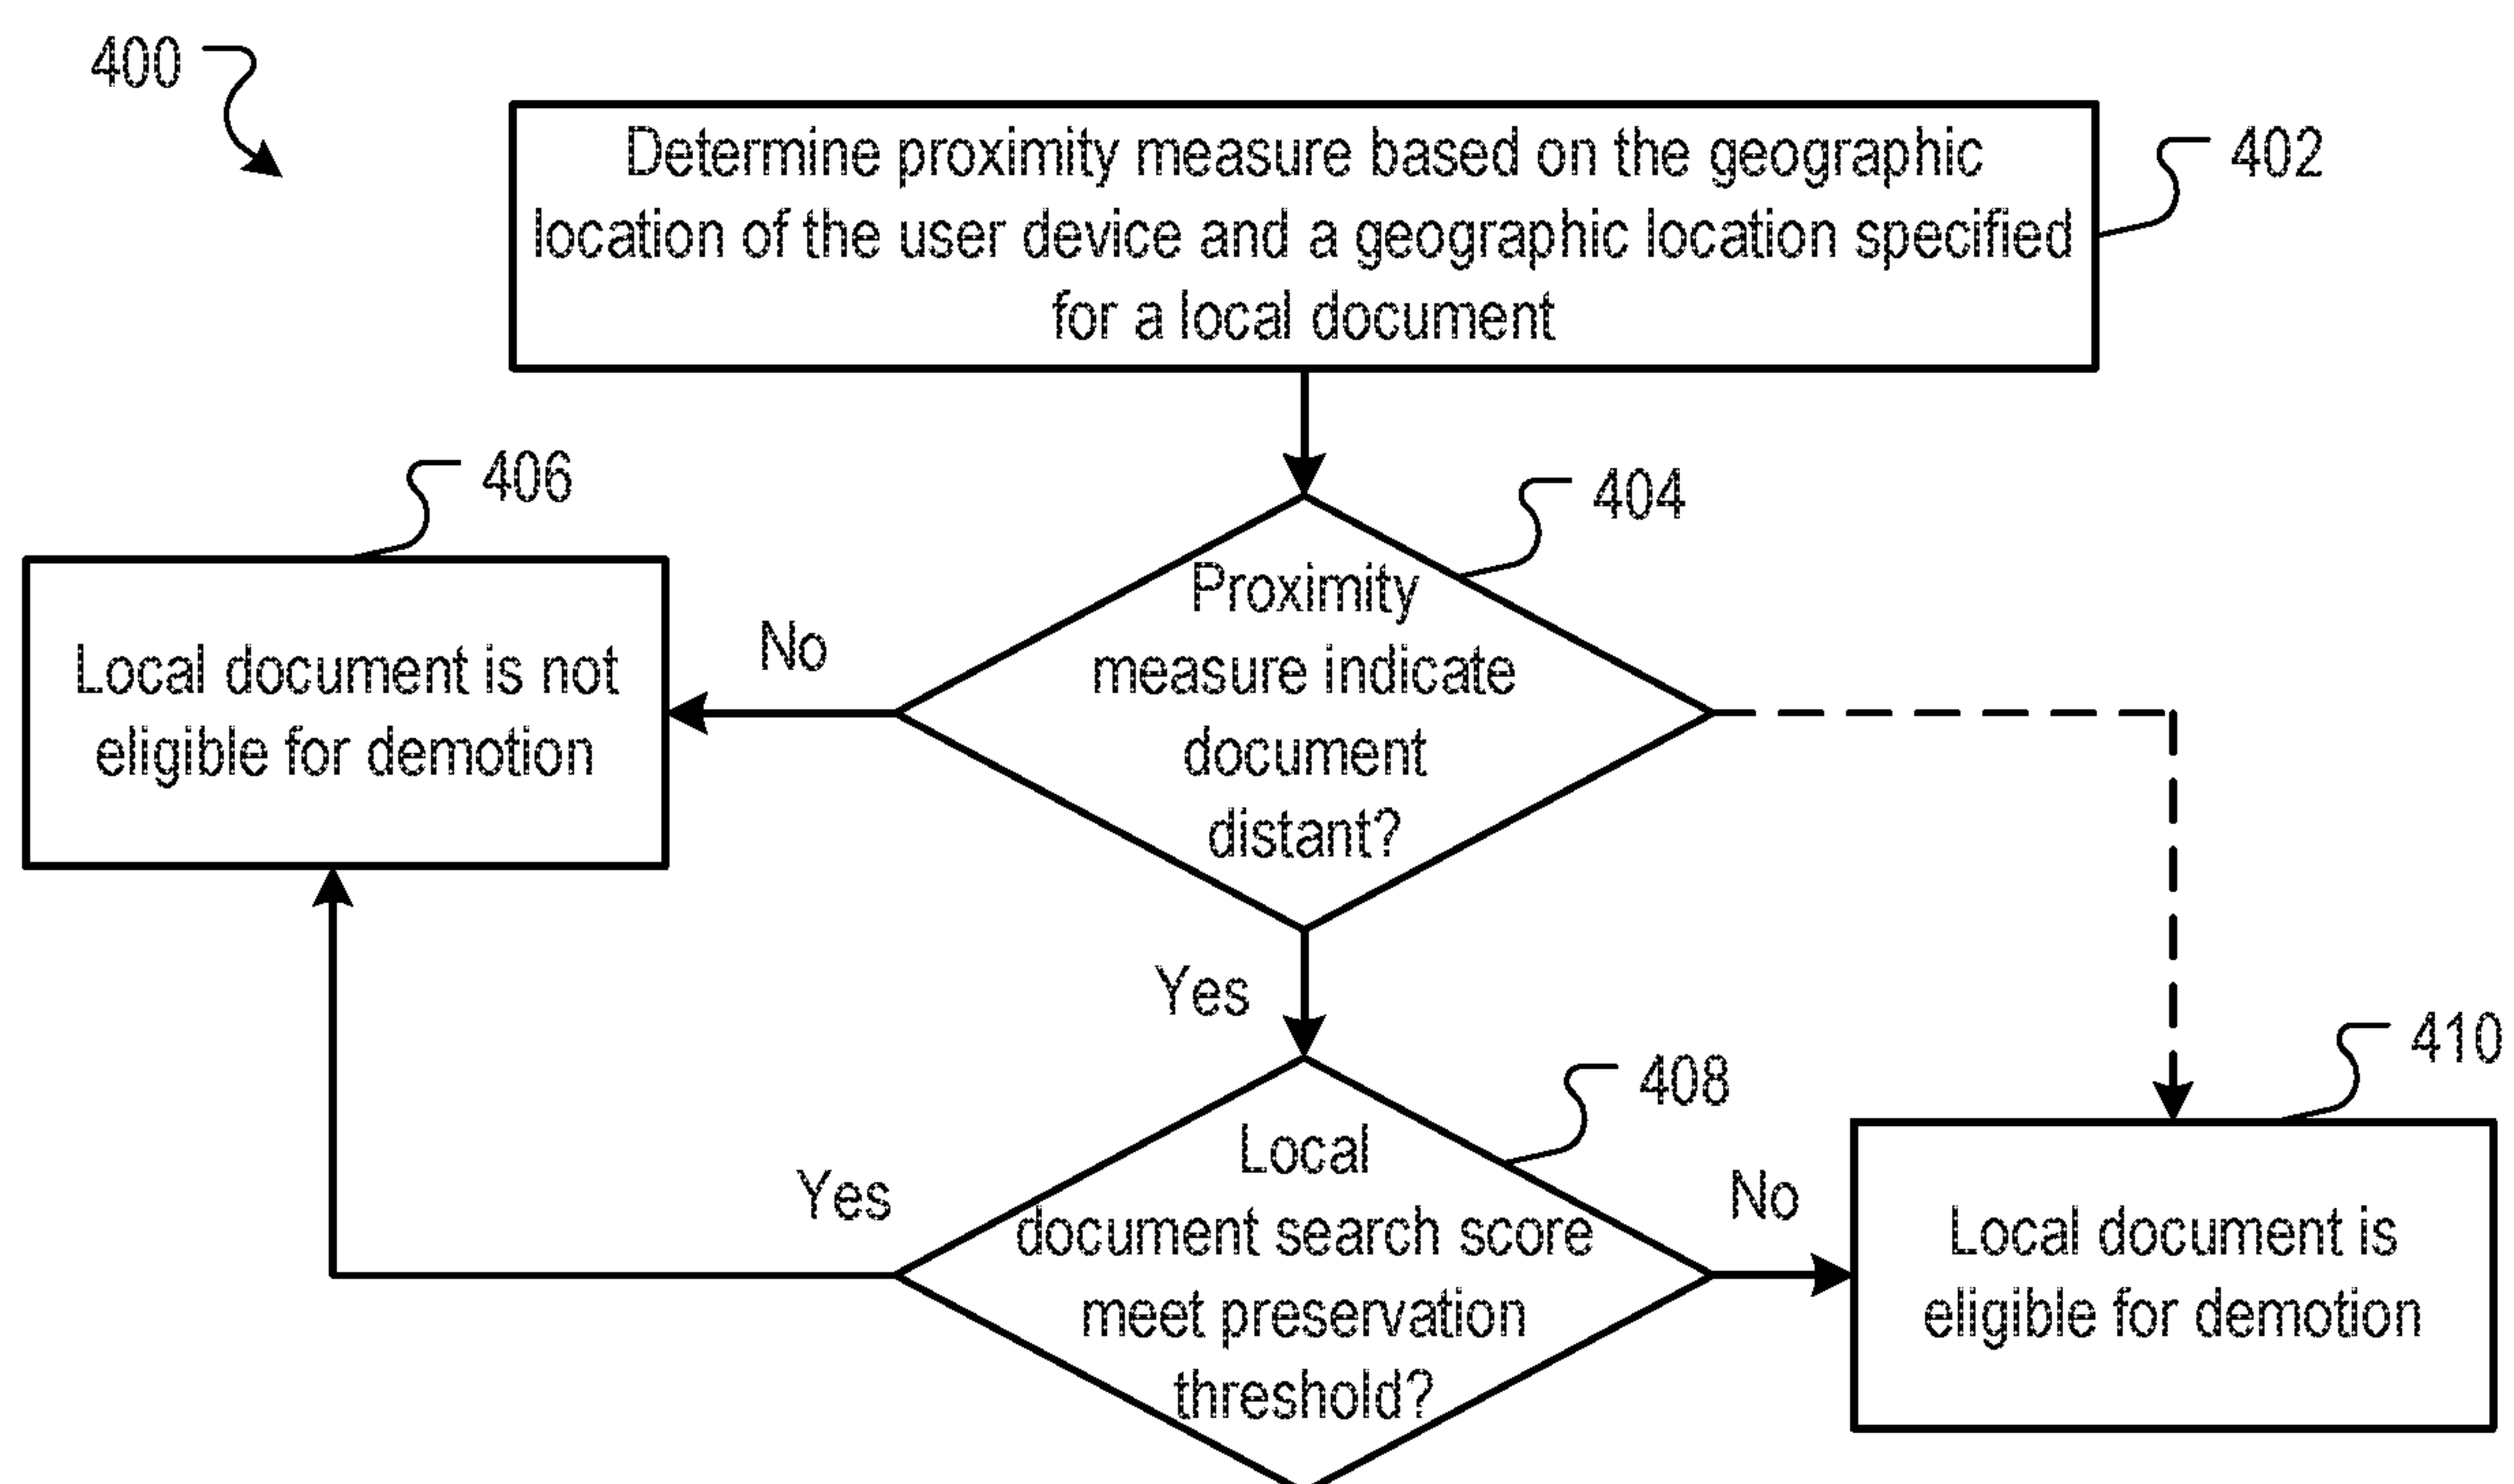 400
Determine proximity measure based on the geographic
location of the user device and a geographic location specified
for a local document
402
406
404
Local document is not
eligible for demotion
No
Proximity
measure indicate
document
distant?
Yes
408
410
Yes
Local
document search score
meet preservation
threshold?
No
Local document is
eligible for demotion